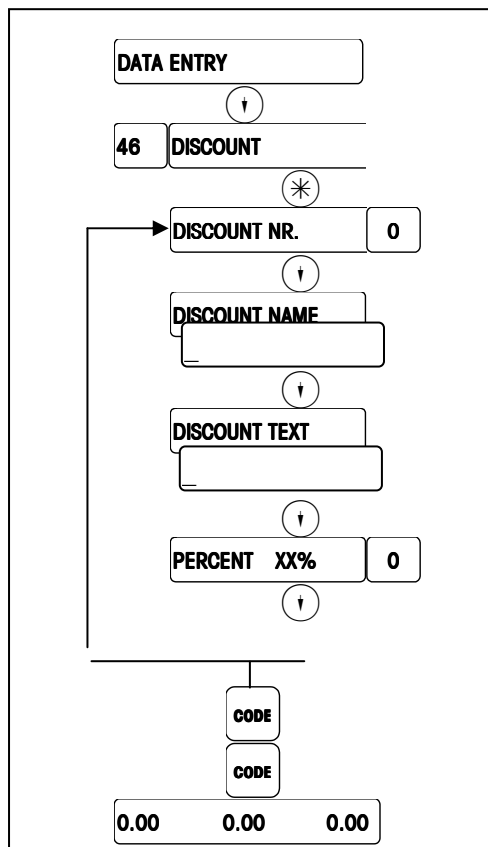 DATA ENTRY
46 DISCOUNT
DISCOUNT NR. 0
DISCOUNT NAME
_
DISCOUNT TEXT
_
PERCENT XX% 0
CODE
CODE
0.00 0.00 0.00